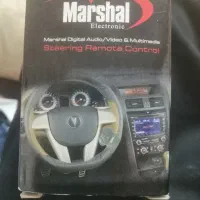 Marshal
Electronic
Marshal Digital Audio/Video & Multimedia
Steering Remote Control